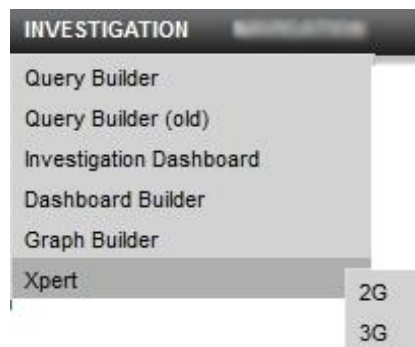 INVESTIGATION
Query Builder
Query Builder (old)
Investigation Dashboard
Dashboard Builder
Graph Builder
Xpert
2G
3G